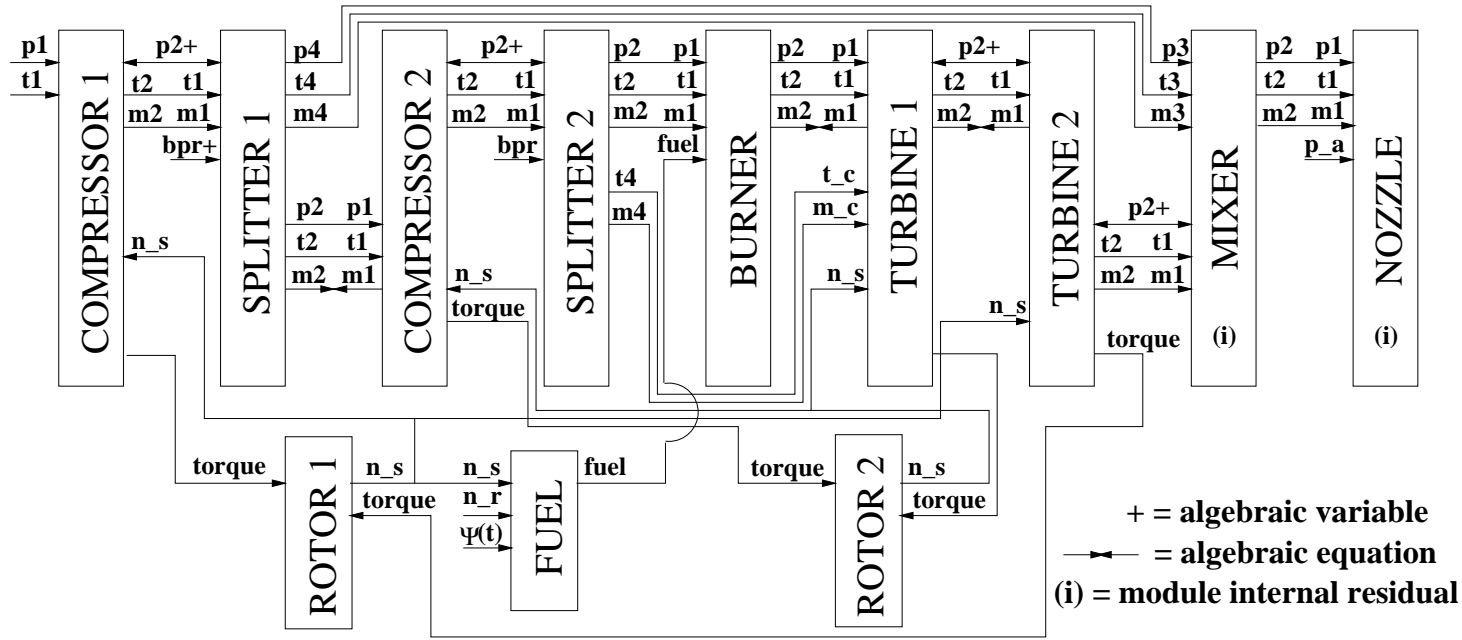 p1 p2+ p4 p2+ p2 p1 p2 p1 p2+ p3 p2 p1
t1 t2 t1 t4 t2 t1 t2 t1 t2 t1 t2 t1 t3 t2 t1
m2 m1 m4 m2 m1 m2 m1 m2 m1 m2 m1 m3 m2 m1
bpr+ bpr fuel p_a
t4 t_c
m4 m_c
p2 p1 p2+
t2 t1 t2 t1
m2 m1 m2 m1
n_s n_s n_s
torque n_s
torque
COMPRESSOR 1
SPLITTER 1
COMPRESSOR 2
SPLITTER 2
BURNER
TURBINE 1
TURBINE 2
MIXER
(i)
NOZZLE
(i)
torque n_s n_s fuel torque n_s
torque n_r torque
Ψ(t)
ROTOR 1
FUEL
ROTOR 2
+ = algebraic variable
= algebraic equation
(i) = module internal residual